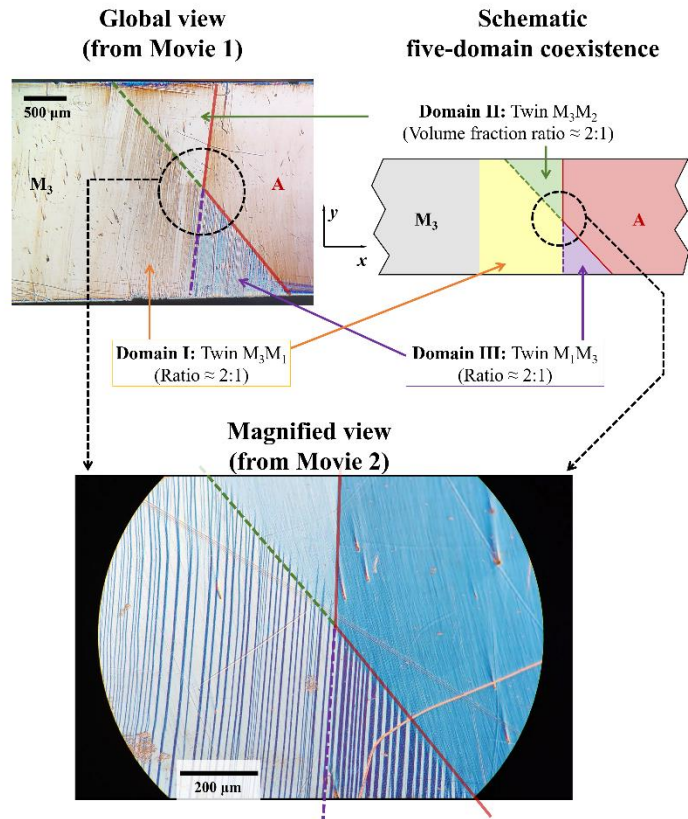 Global view
(from Movie 1)
Schematic
five-domain coexistence
500 μm
M₃
A
Domain II: Twin M₃M₂
(Volume fraction ratio ≈ 2:1)
y
x
M₃
A
Domain I: Twin M₃M₁
(Ratio ≈ 2:1)
Domain III: Twin M₁M₃
(Ratio ≈ 2:1)
Magnified view
(from Movie 2)
200 μm